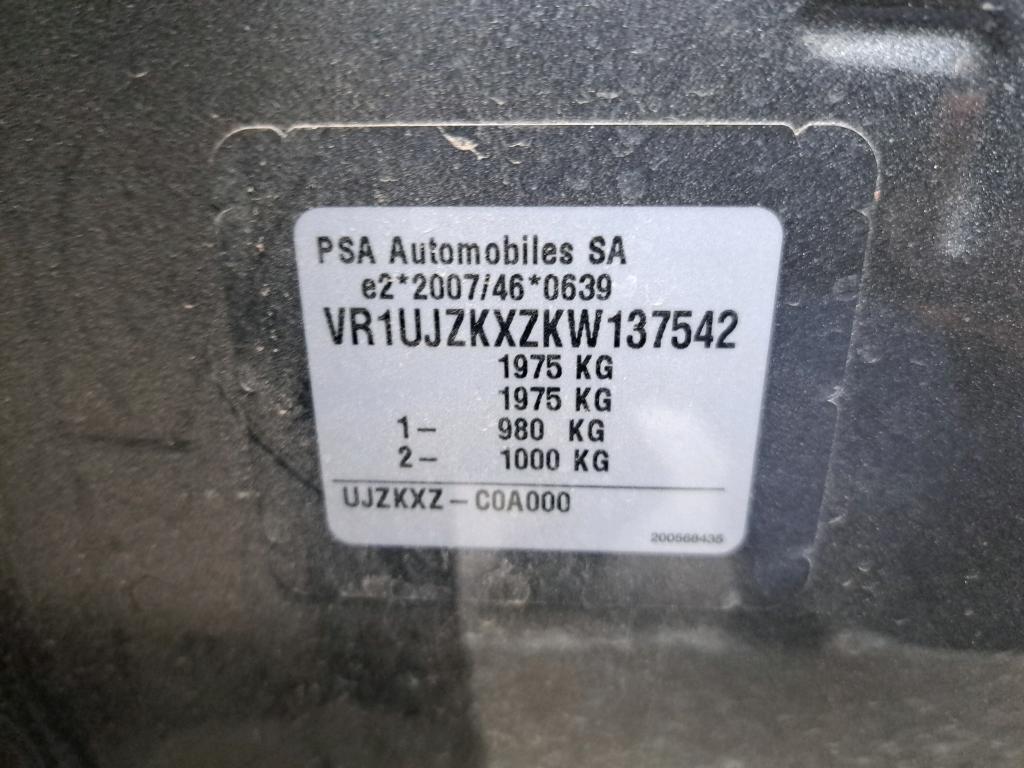 PSA Automobiles SA
e2*2007/46*0639
VR1UJZKXZKW137542
1975 KG
1975 KG
1- 980 KG
2- 1000 KG
UJZKXZ - C0A000
200568435